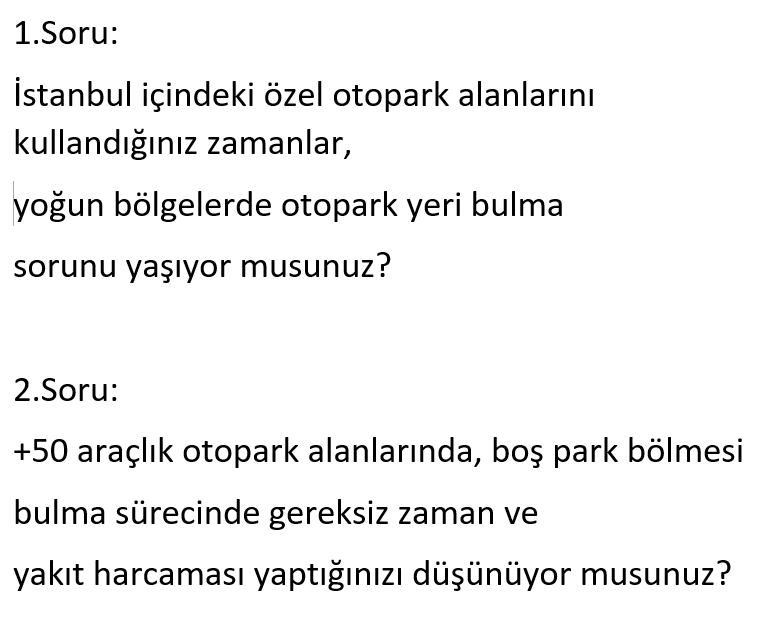 1.Soru:
İstanbul içindeki özel otopark alanlarını
kullandığınız zamanlar,
yoğun bölgelerde otopark yeri bulma
sorunu yaşıyor musunuz?
2.Soru:
+50 araçlık otopark alanlarında, boş park bölmesi
bulma sürecinde gereksiz zaman ve
yakıt harcaması yaptığınızı düşünüyor musunuz?